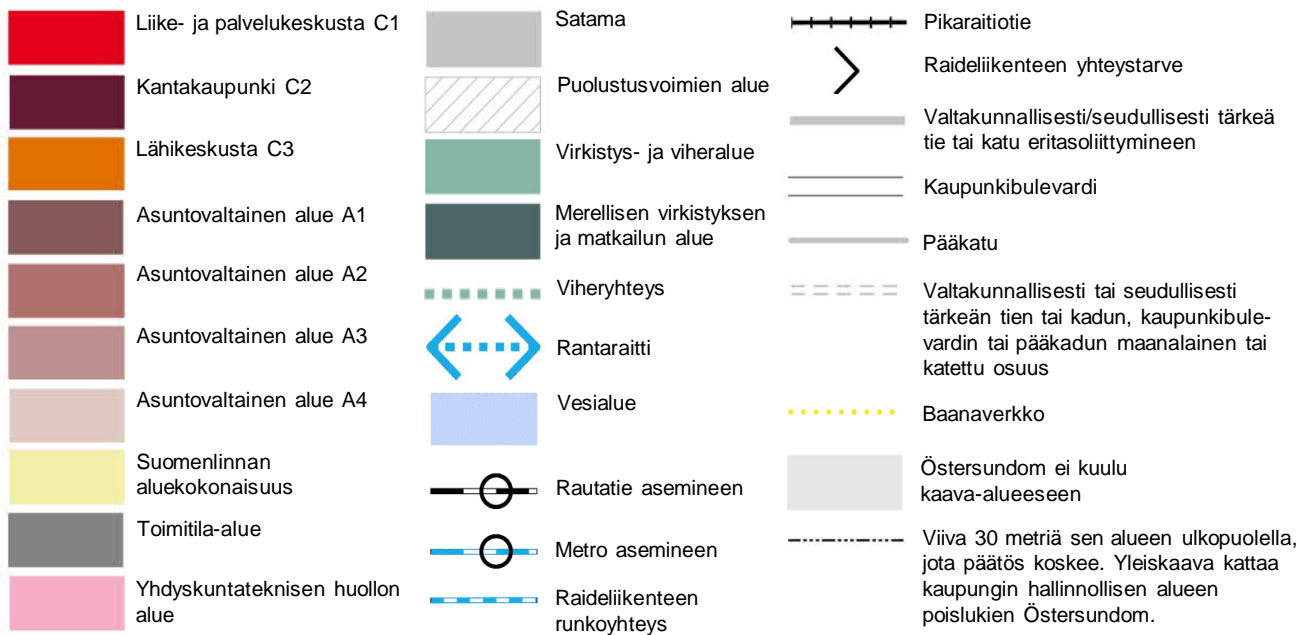 Liike- ja palvelukeskusta C1
Kantakaupunki C2
Lähikeskusta C3
Asuntovaltainen alue A1
Asuntovaltainen alue A2
Asuntovaltainen alue A3
Asuntovaltainen alue A4
Suomenlinnan
aluekokonaisuus
Toimitila-alue
Yhdyskuntateknisen huollon
alue
Satama
Puolustusvoimien alue
Virkistys- ja viheralue
Merellisen virkistyksen
ja matkailun alue
Viheryhteys
Rantaraitti
Vesialue
Rautatie asemineen
Metro asemineen
Raideliikenteen
runkoyhteys
Pikaraitiotie
Raideliikenteen yhteystarve
Valtakunnallisesti/seudullisesti tärkeä
tie tai katu eritasoliittymineen
Kaupunkibulevardi
Pääkatu
Valtakunnallisesti tai seudullisesti
tärkeän tien tai kadun, kaupunkibule-
vardin tai pääkadun maanalainen tai
katettu osuus
Baanaverkko
Östersundom ei kuulu
kaava-alueeseen
Viiva 30 metriä sen alueen ulkopuolella,
jota päätös koskee. Yleiskaava kattaa
kaupungin hallinnollisen alueen
poislukien Östersundom.